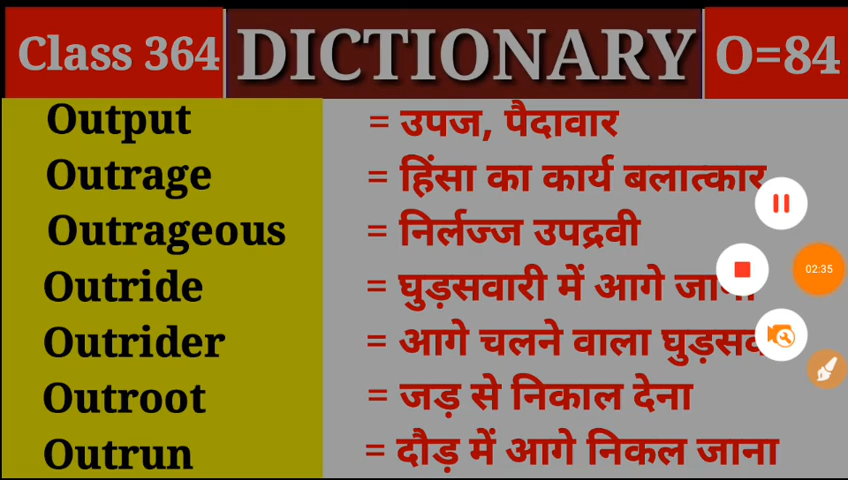 Class 364 DICTIONARY O=84
Output = उपज, पैदावार
Outrage = हिंसा का कार्य बलात्कार
Outrageous = निर्लज्ज उपद्रवी
02:35
Outride = घुड़सवारी में आगे जाना
Outrider = आगे चलने वाला
Outroot = जड़ से निकाल देना
Outrun = दौड़ में आगे निकल जाना